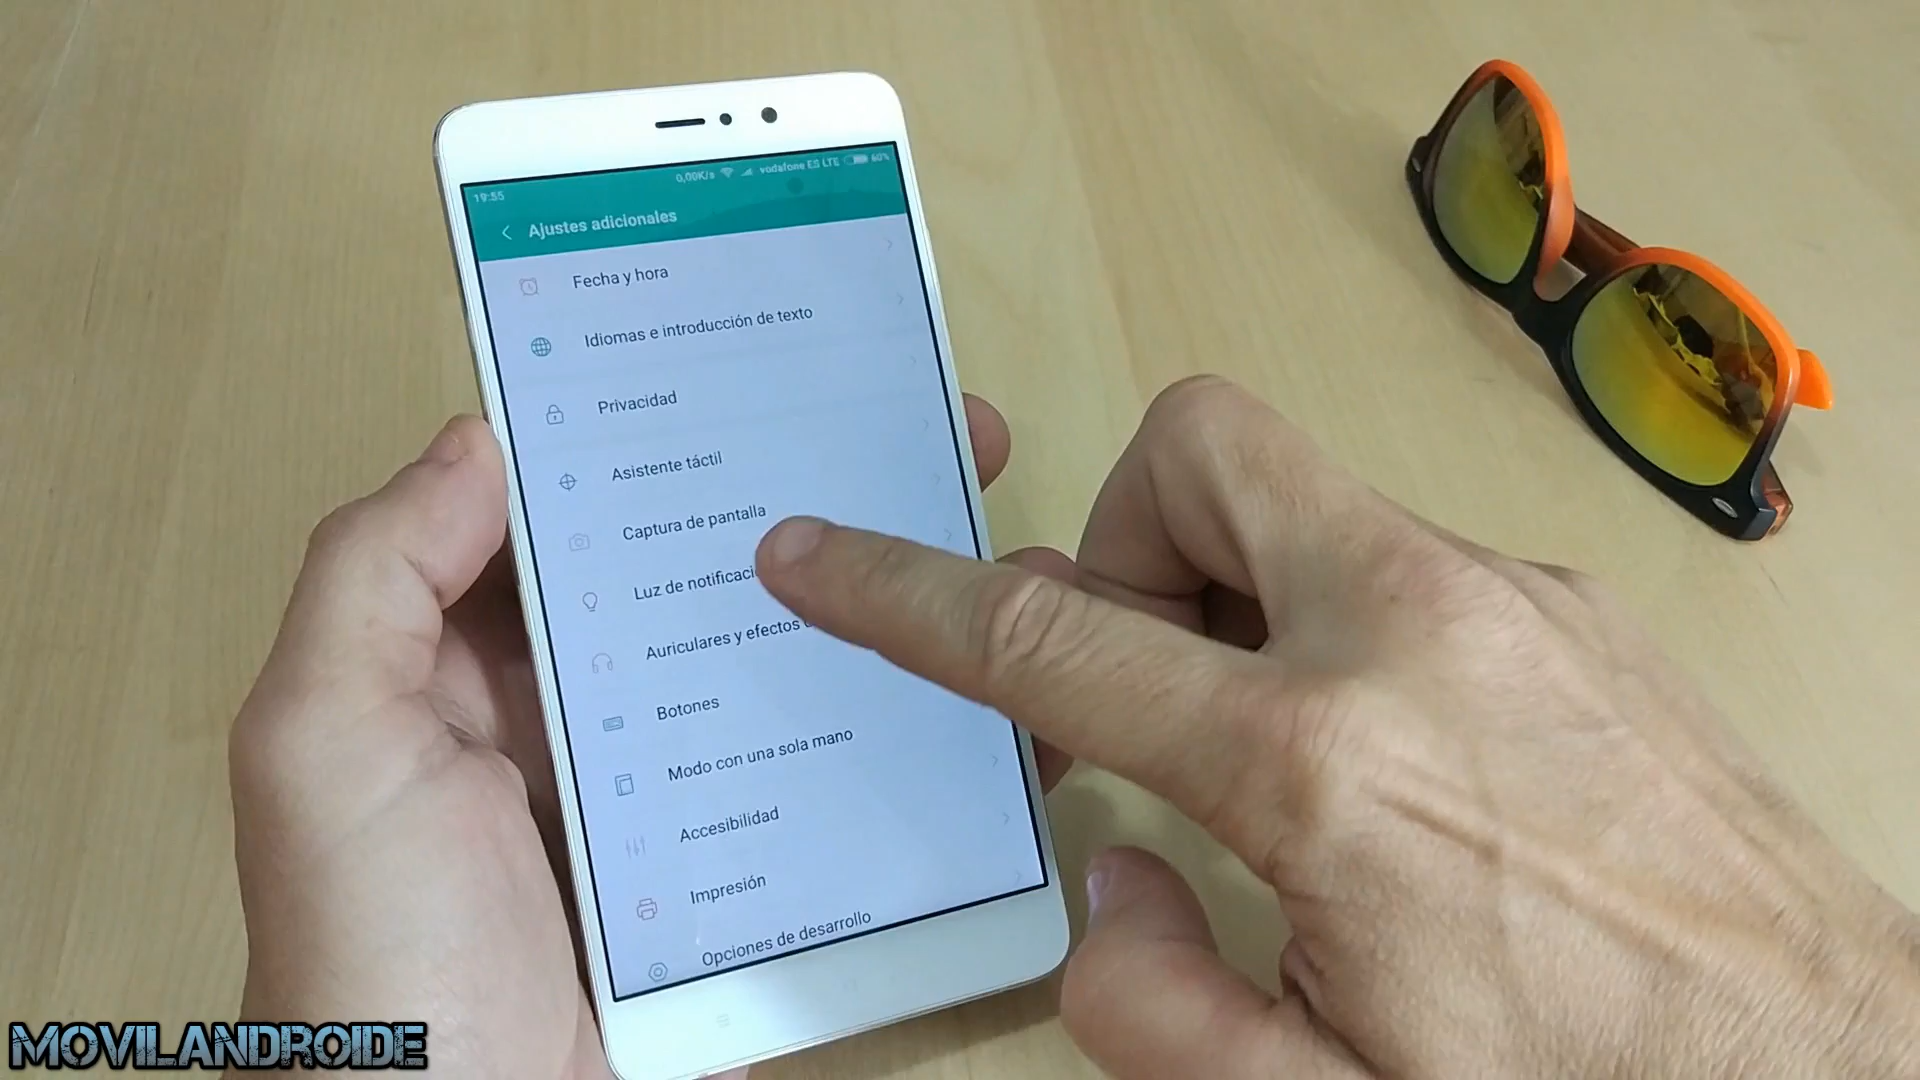 19:55
0,00K/s vodafone ES LTE 60%
Ajustes adicionales
Fecha y hora
Idiomas e introducción de texto
Privacidad
Asistente táctil
Captura de pantalla
Luz de notificaci
Auriculares y efectos
Botones
Modo con una sola mano
Accesibilidad
Impresión
Opciones de desarrollo
MOVILANDROIDE